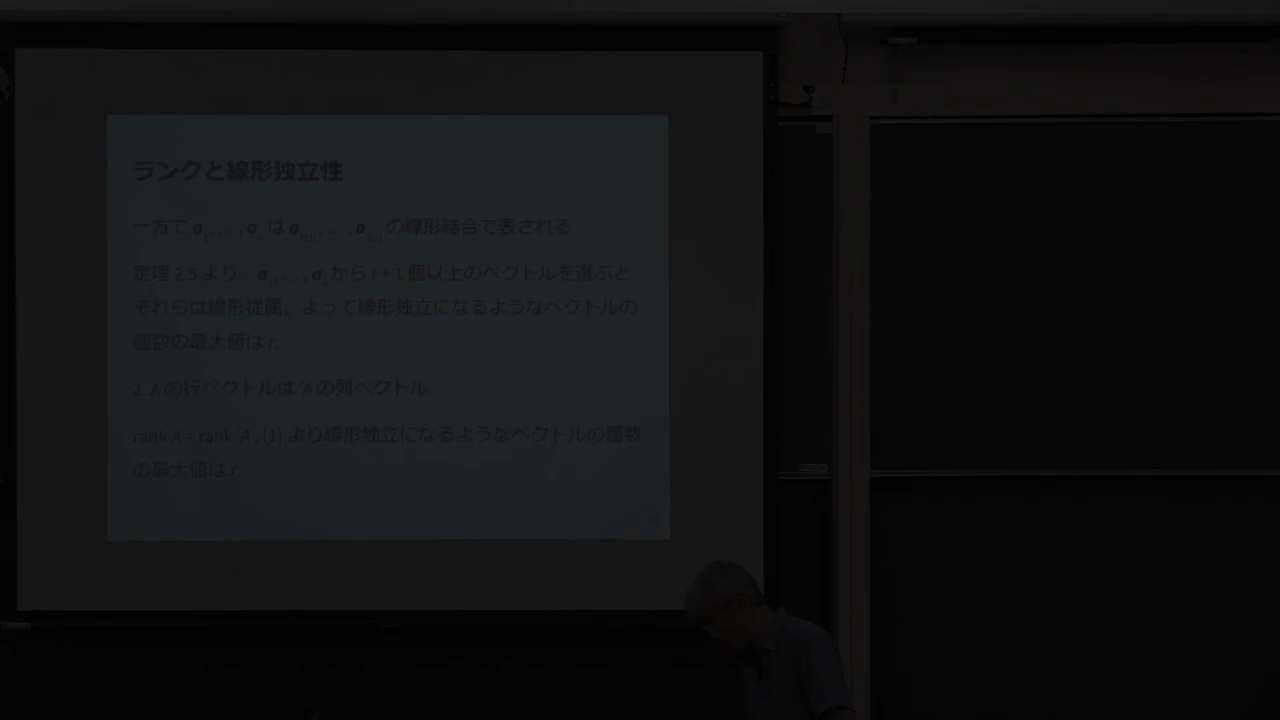 ランクと線形独立性
一方で a₁, … , aₙ は aₖ₍₁₎, … , aₖ₍ᵣ₎ の線形結合で表される
定理 2.5 より、a₁, … , aₙ から r + 1 個以上のベクトルを選ぶと
それらは線形従属。よって線形独立になるようなベクトルの
個数の最大値は r.
2. A の行ベクトルは ᵗA の列ベクトル
rank A = rank ᵗA , (1) より線形独立になるようなベクトルの個数
の最大値は r.